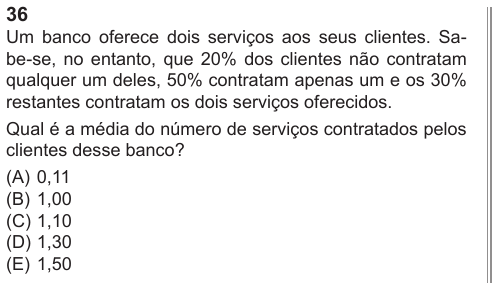 36
Um banco oferece dois serviços aos seus clientes. Sa-
be-se, no entanto, que 20% dos clientes não contratam
qualquer um deles, 50% contratam apenas um e os 30%
restantes contratam os dois serviços oferecidos.
Qual é a média do número de serviços contratados pelos
clientes desse banco?
(A) 0,11
(B) 1,00
(C) 1,10
(D) 1,30
(E) 1,50